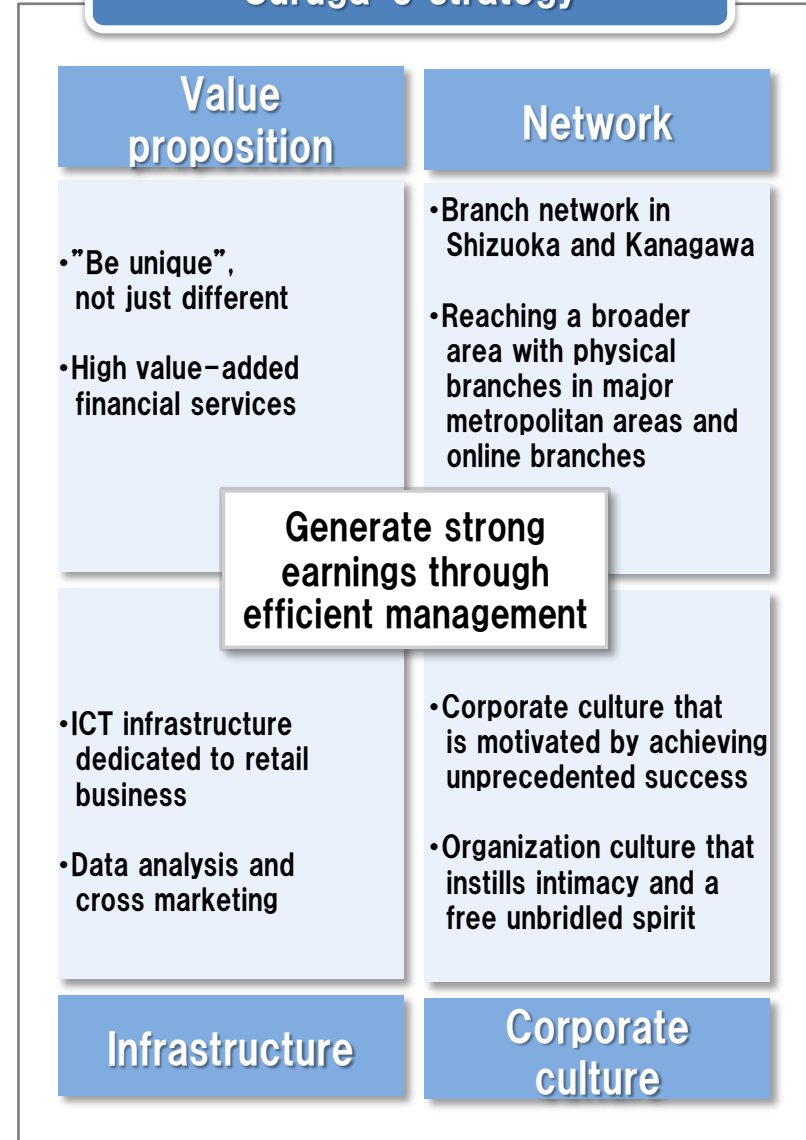 Suruga's strategy
Value
proposition
•”Be unique”,
not just different
•High value-added
financial services
Network
•Branch network in
Shizuoka and Kanagawa
•Reaching a broader
area with physical
branches in major
metropolitan areas and
online branches
Generate strong
earnings through
efficient management
•ICT infrastructure
dedicated to retail
business
•Data analysis and
cross marketing
Infrastructure
•Corporate culture that
is motivated by achieving
unprecedented success
•Organization culture that
instills intimacy and a
free unbridled spirit
Corporate
culture